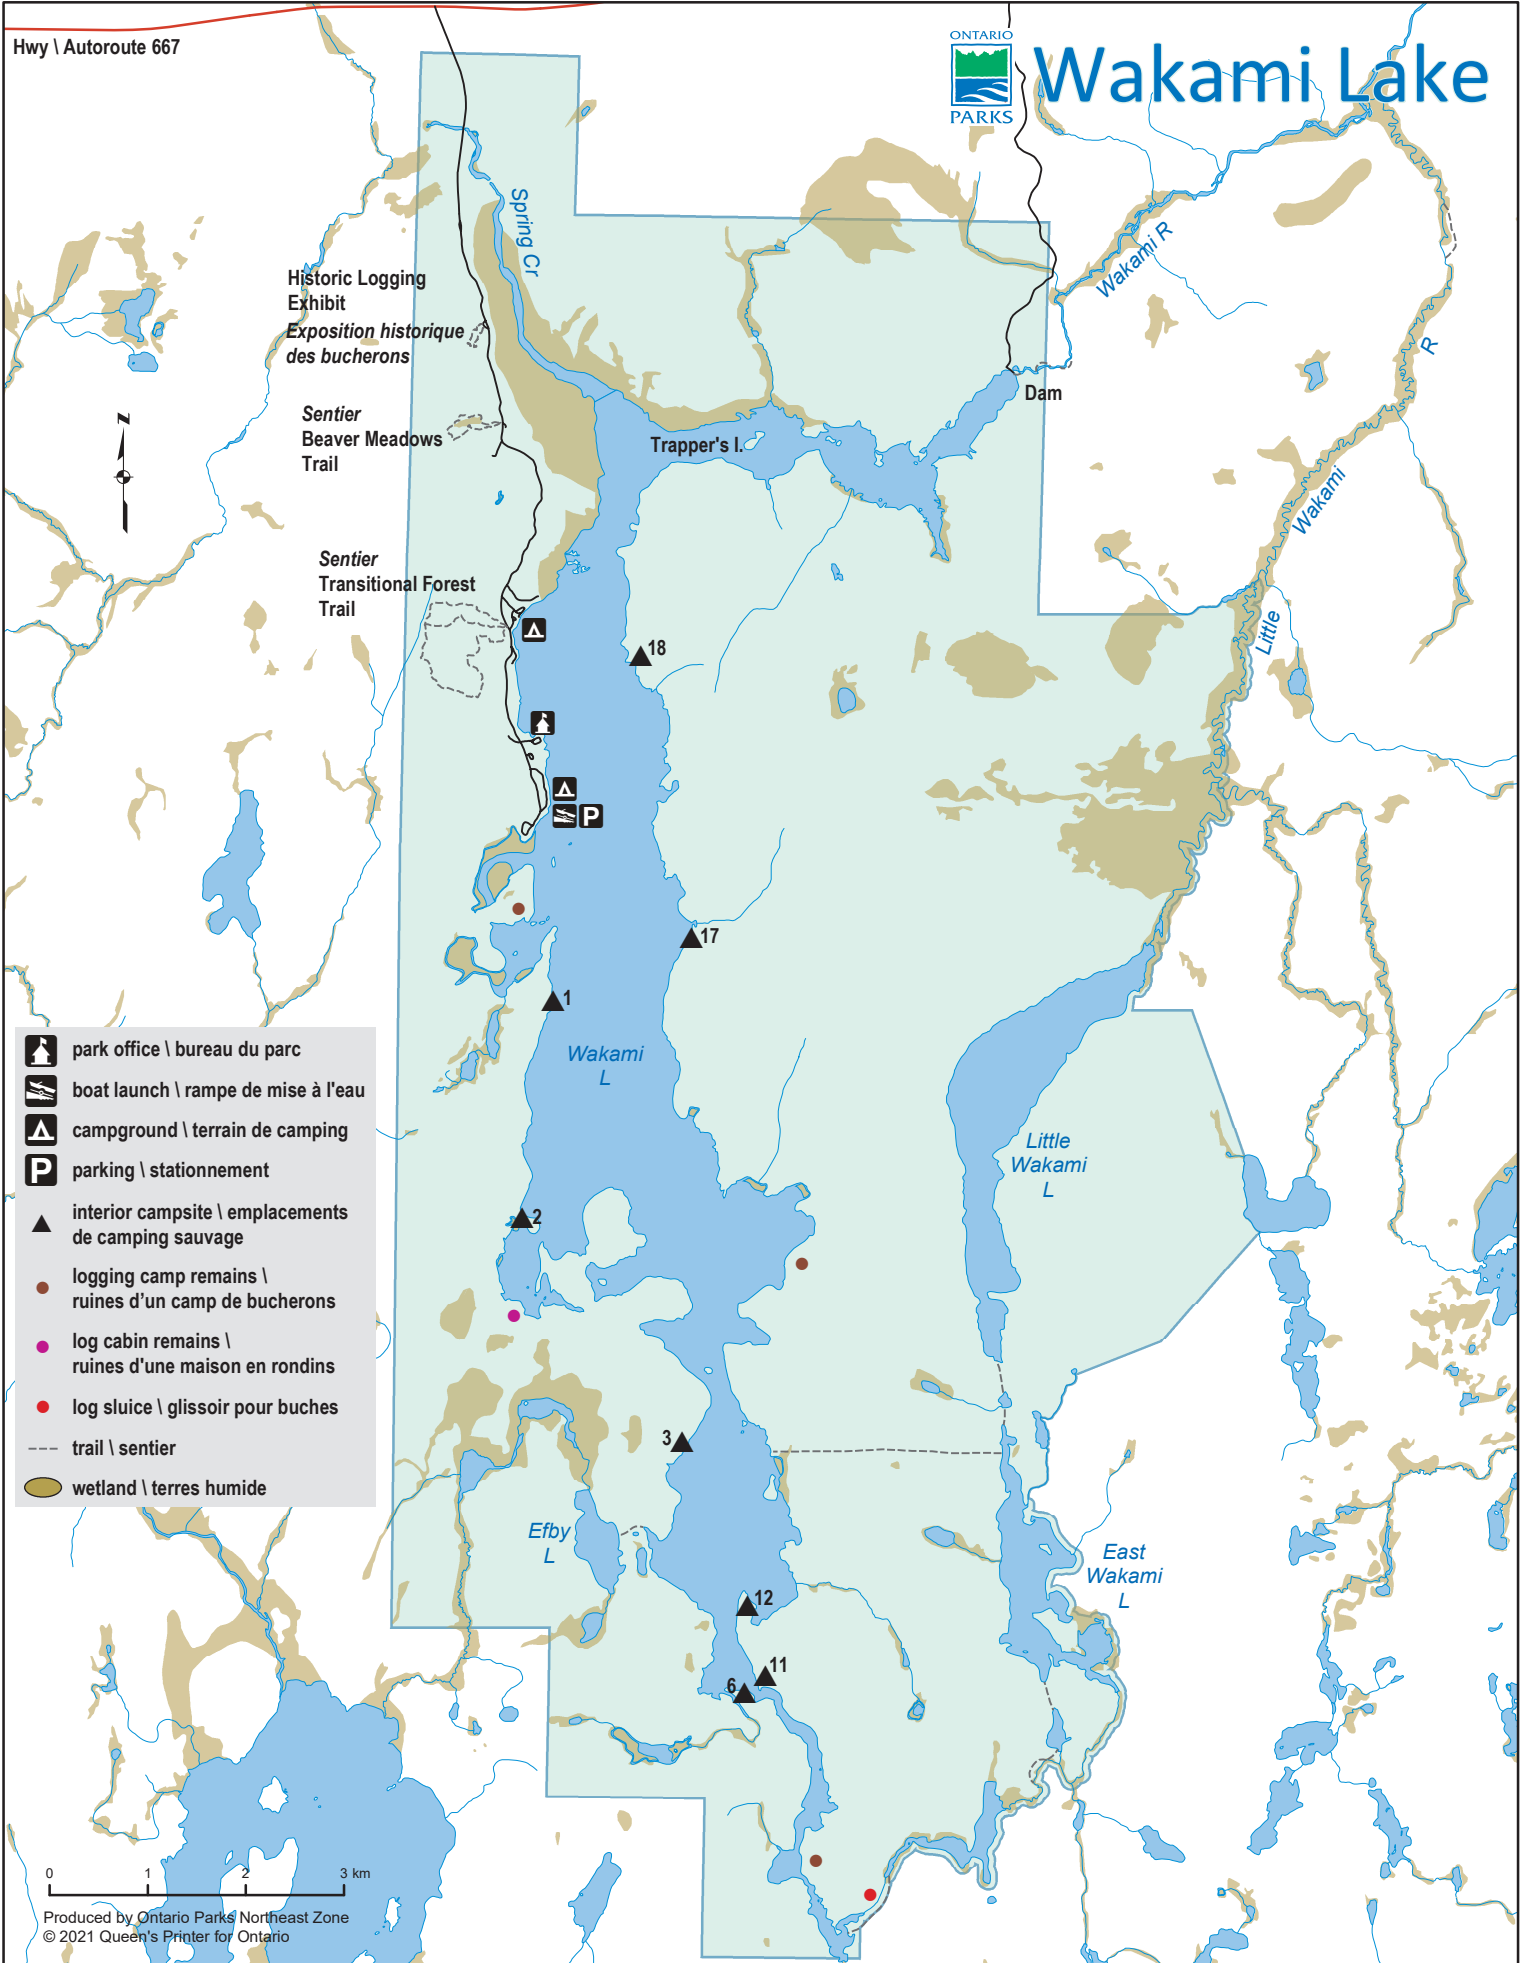 Hwy \ Autoroute 667
ONTARIO
PARKS
Wakami Lake
Spring Cr
Wakami R
Historic Logging
Exhibit
Exposition historique
des bucherons
R
Dam
Sentier
Beaver Meadows
Trail
Trapper's I.
Wakami
Little
N
Sentier
Transitional Forest
Trail
18
P
17
1
Wakami
L
Little
Wakami
L
2
3
Efby
L
East
Wakami
L
12
11
6
park office \ bureau du parc
boat launch \ rampe de mise à l'eau
campground \ terrain de camping
P
parking \ stationnement
interior campsite \ emplacements
de camping sauvage
logging camp remains \
ruines d'un camp de bucherons
log cabin remains \
ruines d'une maison en rondins
log sluice \ glissoir pour buches
trail \ sentier
wetland \ terres humide
0 1 2 3 km
Produced by Ontario Parks Northeast Zone
© 2021 Queen's Printer for Ontario